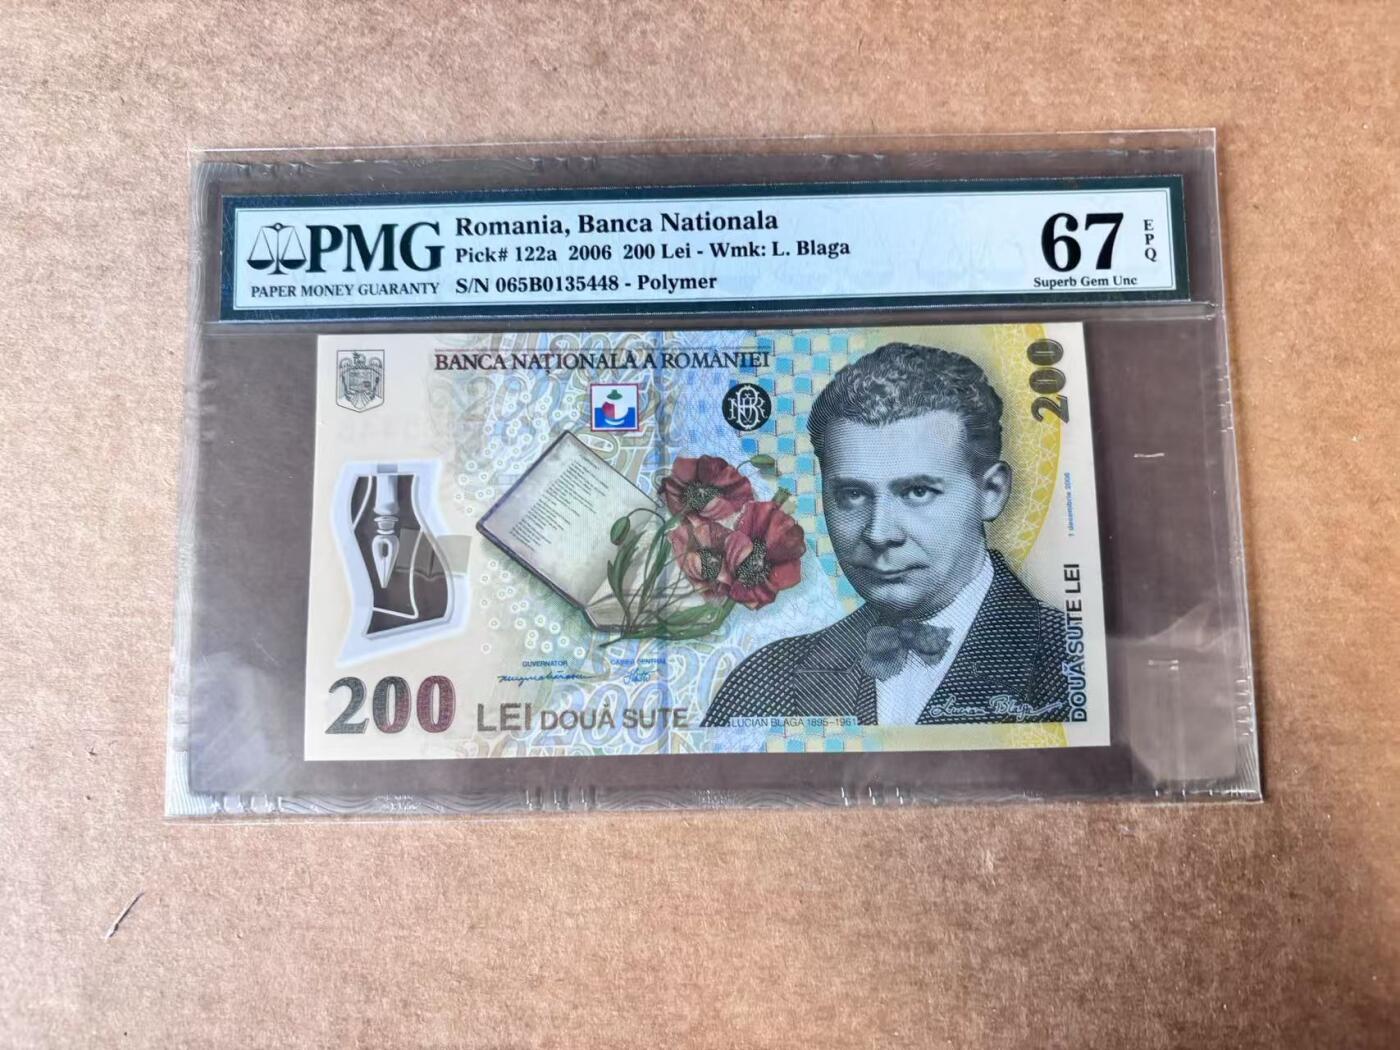 PMG
PAPER MONEY GUARANTY
Romania, Banca Nationala
Pick# 122a 2006 200 Lei - Wmk: L. Blaga
S/N 065B0135448 - Polymer
67
EPQ
Superb Gem Unc
BANCA NAȚIONALĂ A ROMÂNIEI
200
1 decembrie 2006
DOUĂ SUTE LEI
GUVERNATOR
CASIER CENTRAL
200 LEI DOUĂ SUTE
LUCIAN BLAGA 1895-1961
Lucian Blaga